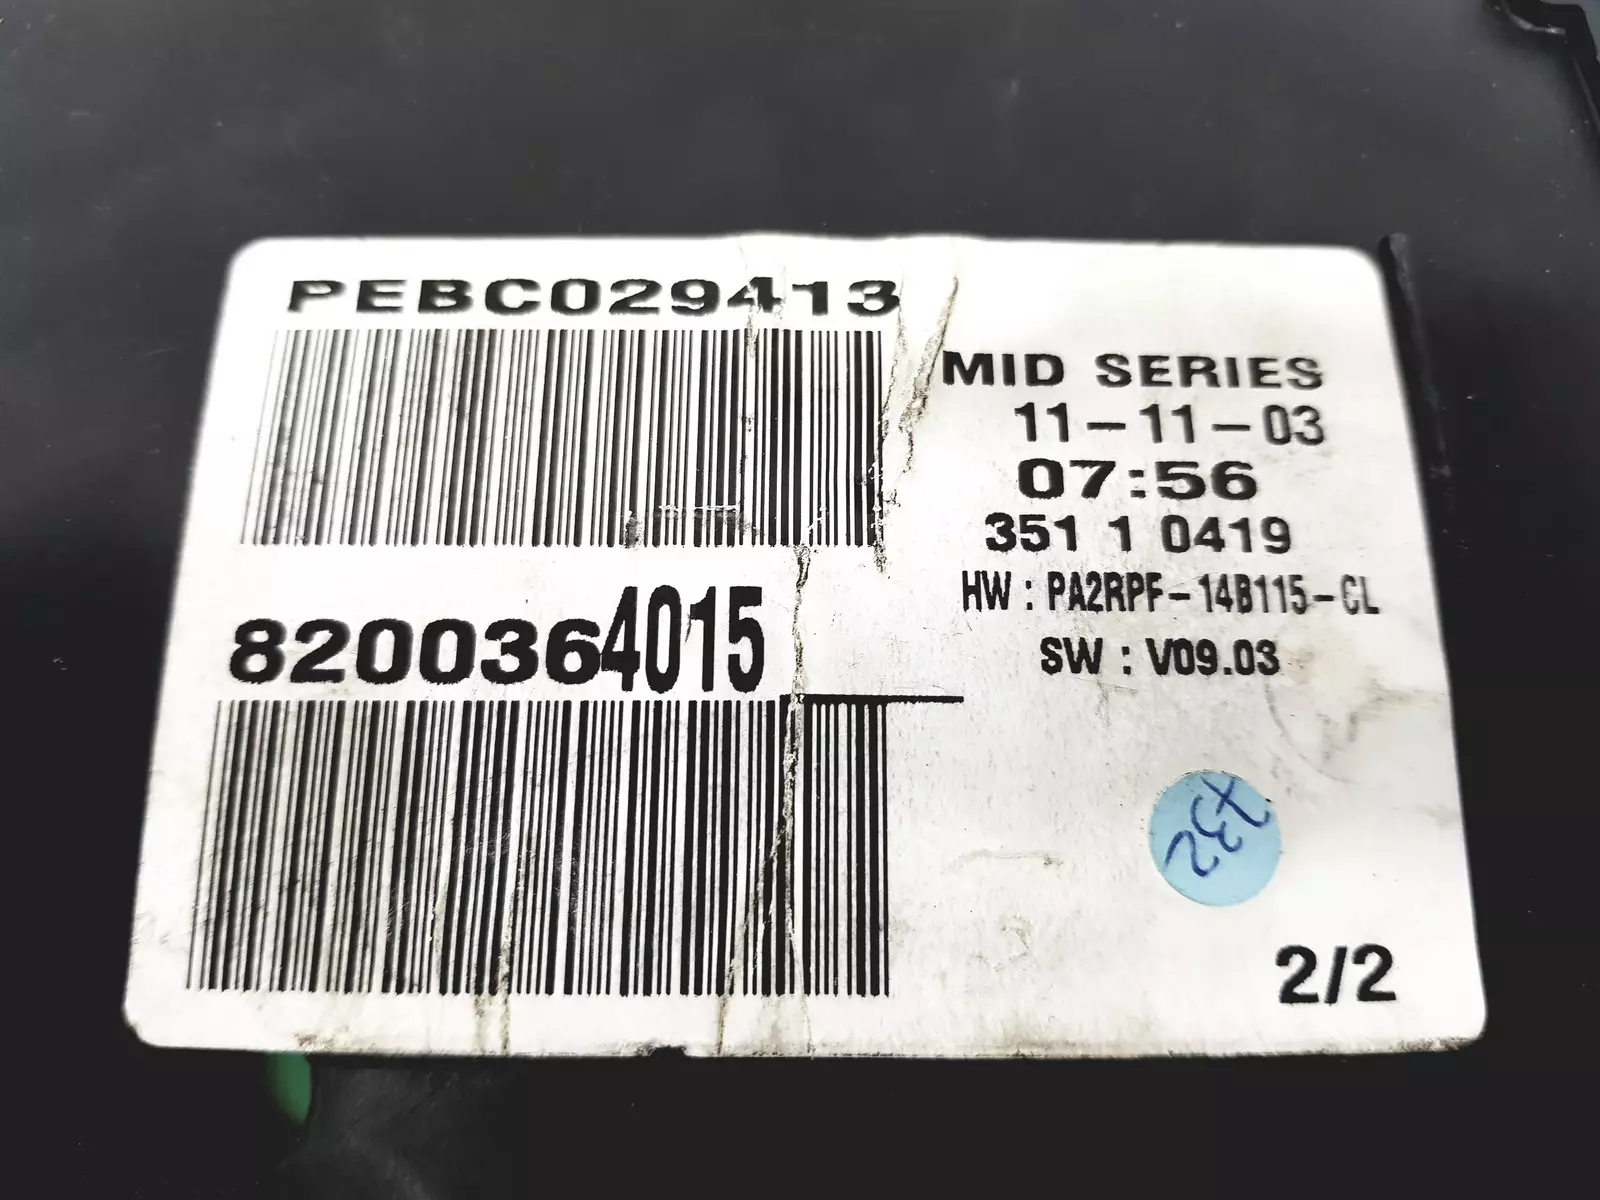 PEBC029413
MID SERIES
11-11-03
07:56
351 1 0419
HW : PA2RPF-14B115-CL
8200364015
SW : V09.03
732
2/2